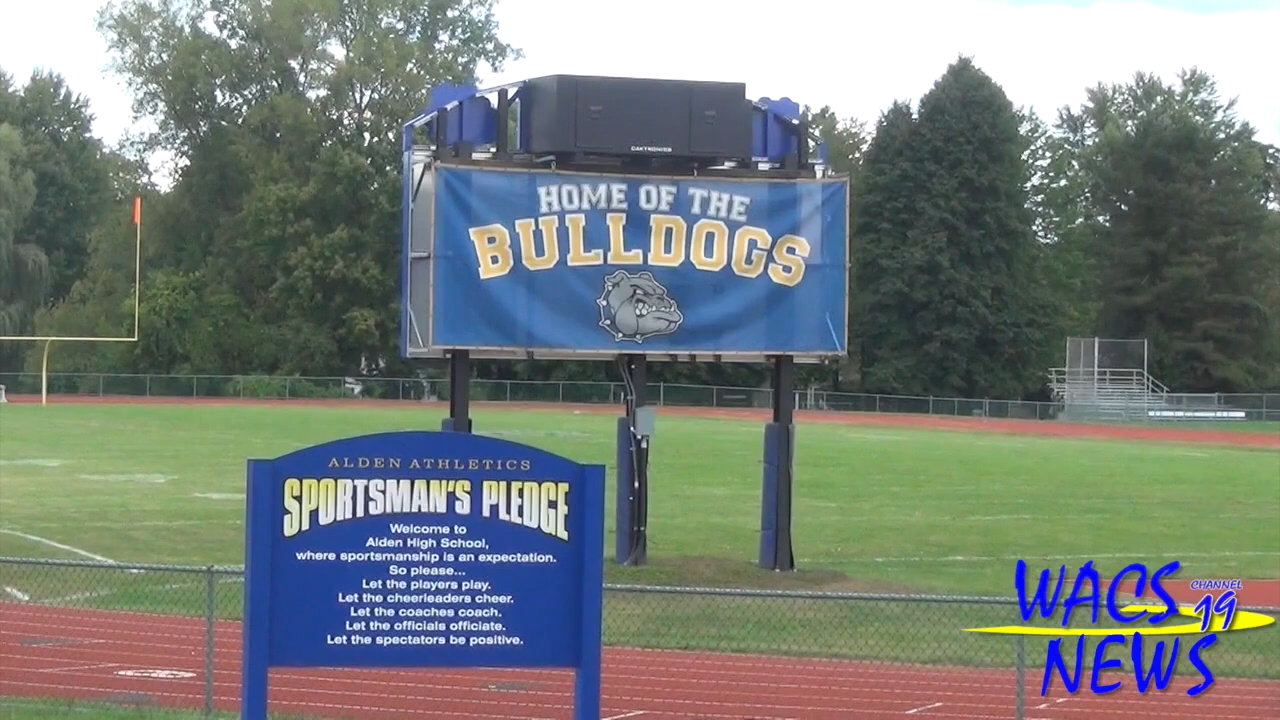 DAKTRONICS
HOME OF THE
BULLDOGS
ALDEN ATHLETICS
SPORTSMAN'S PLEDGE
Welcome to
Alden High School,
where sportsmanship is an expectation.
So please...
Let the players play.
Let the cheerleaders cheer.
Let the coaches coach.
Let the officials officiate.
Let the spectators be positive.
WACS CHANNEL 19
NEWS